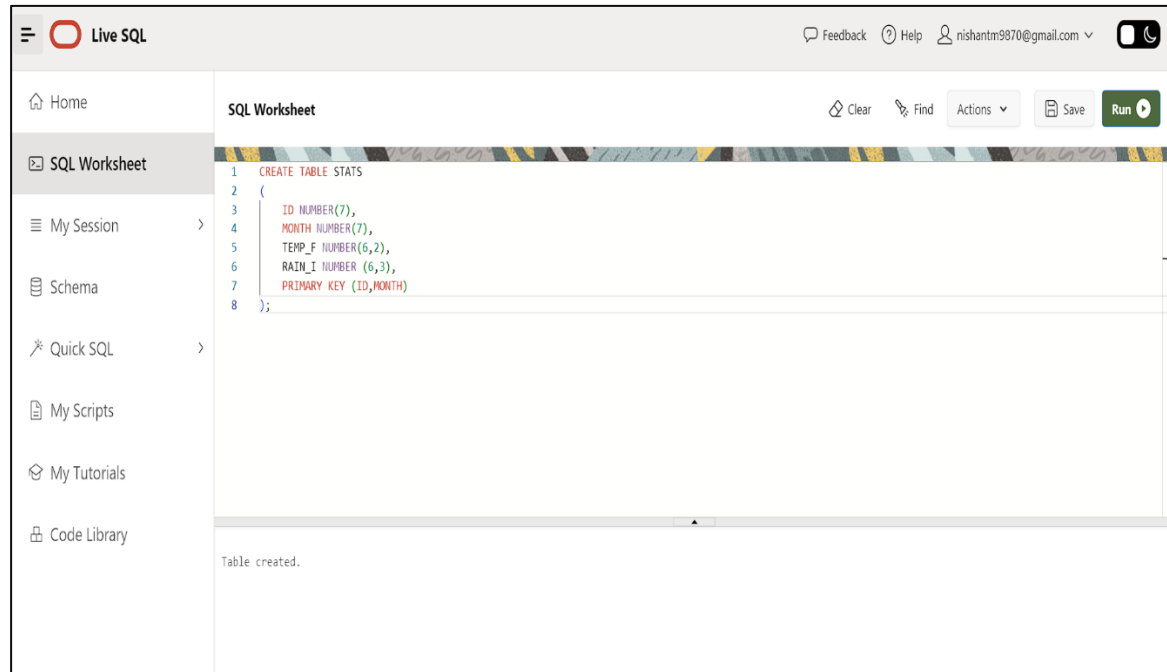 Live SQL
Feedback
Help
nishantm9870@gmail.com
Home
SQL Worksheet
My Session
Schema
Quick SQL
My Scripts
My Tutorials
Code Library
SQL Worksheet
Clear
Find
Actions
Save
Run
1 CREATE TABLE STATS
2 (
3 ID NUMBER(7),
4 MONTH NUMBER(7),
5 TEMP_F NUMBER(6,2),
6 RAIN_I NUMBER (6,3),
7 PRIMARY KEY (ID,MONTH)
8 );
Table created.